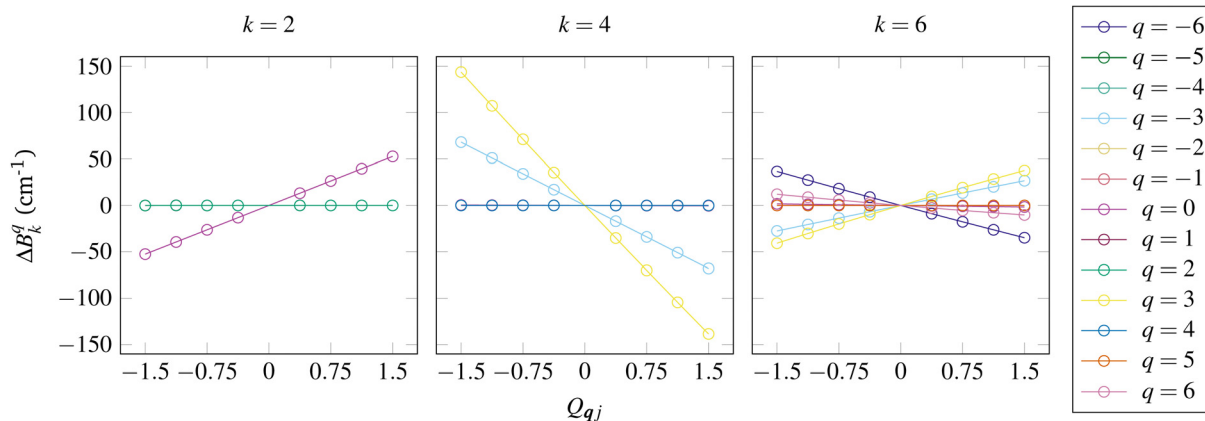 k = 2
k = 4
k = 6
ΔB_k^q (cm⁻¹)
150
100
50
0
−50
−100
−150
−1.5 −0.75 0 0.75 1.5
−1.5 −0.75 0 0.75 1.5
−1.5 −0.75 0 0.75 1.5
Q_qj
q = −6
q = −5
q = −4
q = −3
q = −2
q = −1
q = 0
q = 1
q = 2
q = 3
q = 4
q = 5
q = 6